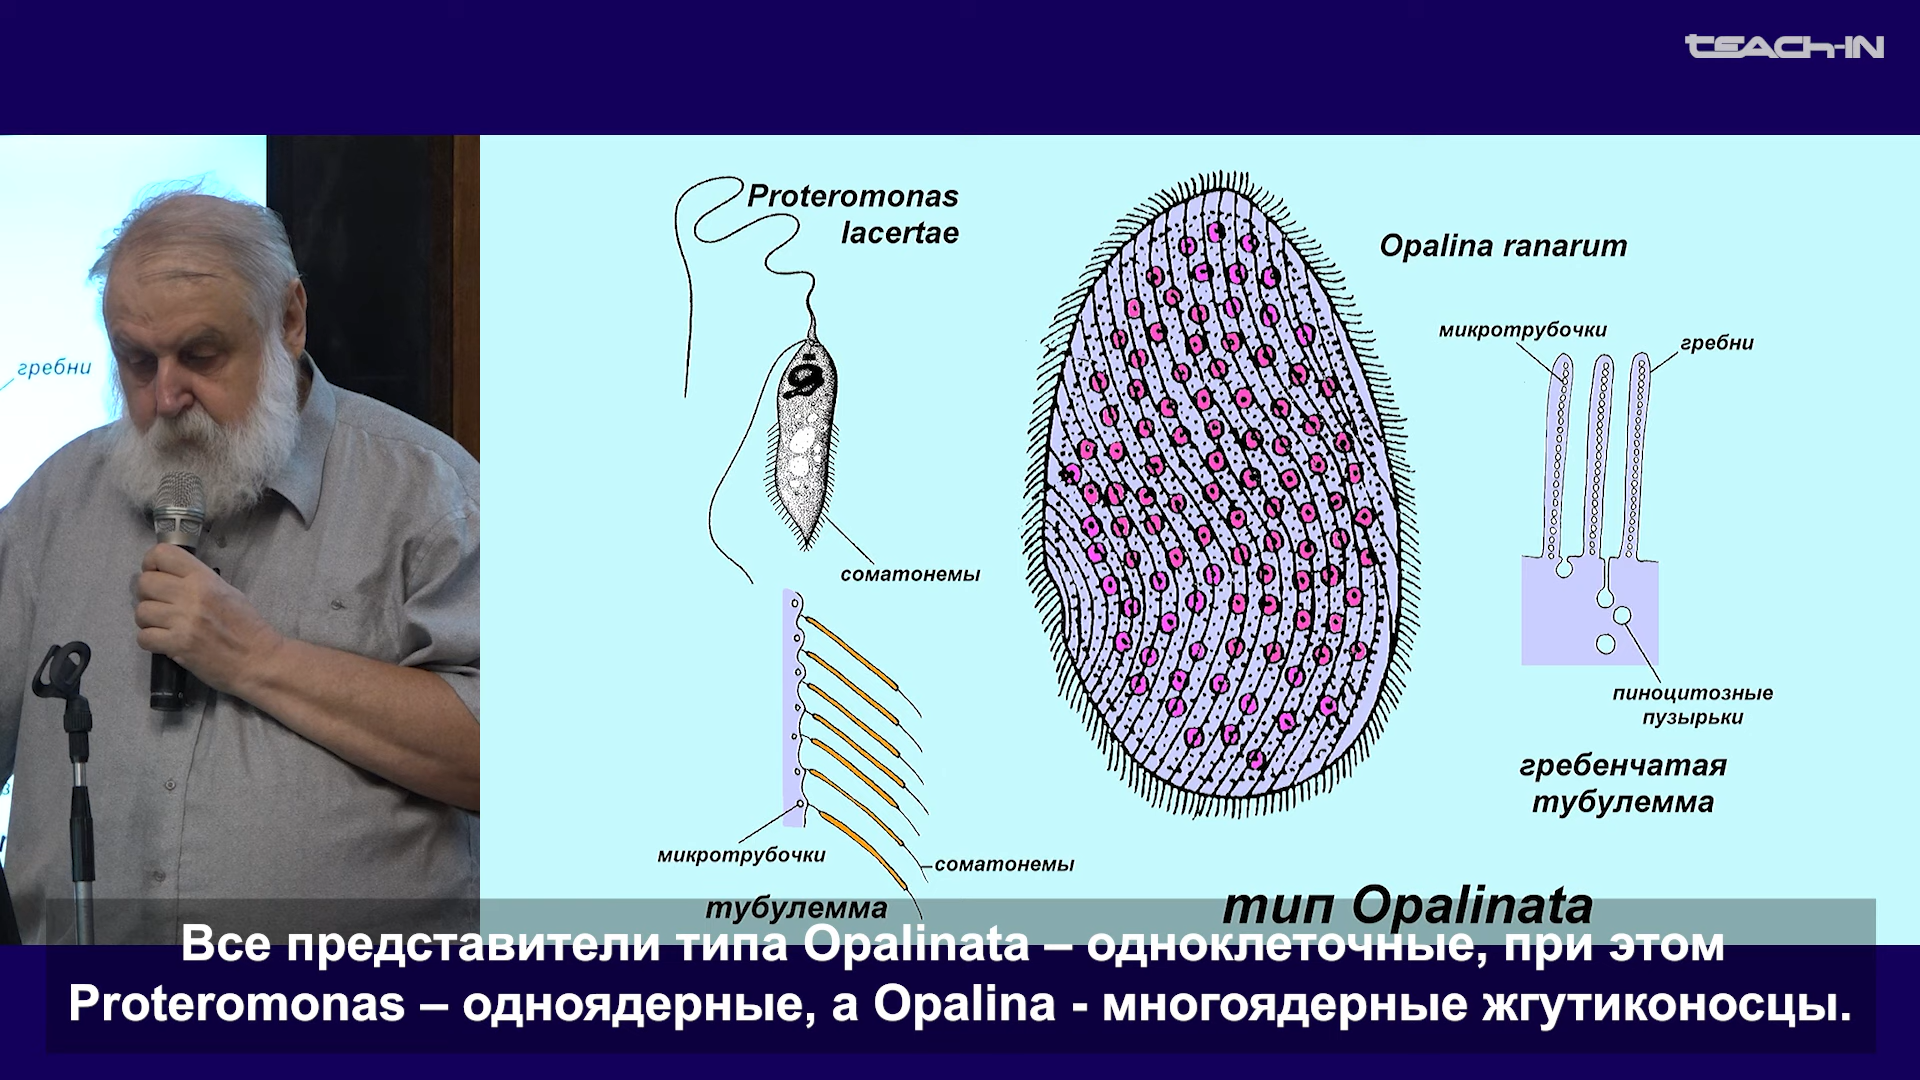 TEACH-IN
гребни
Proteromonas
lacertae
Opalina ranarum
микротрубочки
гребни
соматонемы
пиноцитозные
пузырьки
гребенчатая
тубулемма
микротрубочки
соматонемы
тубулемма
тип Opalinata
Все представители типа Opalinata – одноклеточные, при этом
Proteromonas – одноядерные, а Opalina - многоядерные жгутиконосцы.